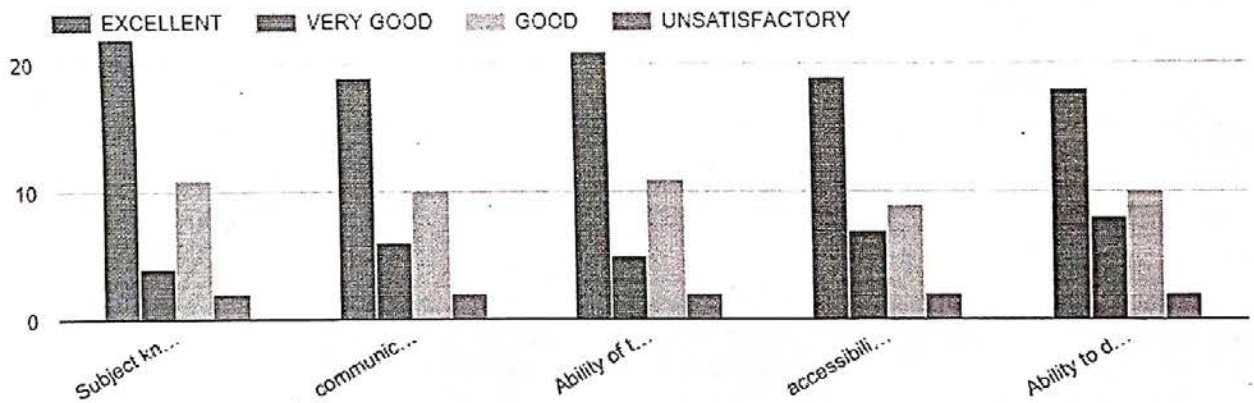 EXCELLENT VERY GOOD GOOD UNSATISFACTORY
20
10
0
Subject kn...
communic...
Ability of t...
accessibili...
Ability to d...